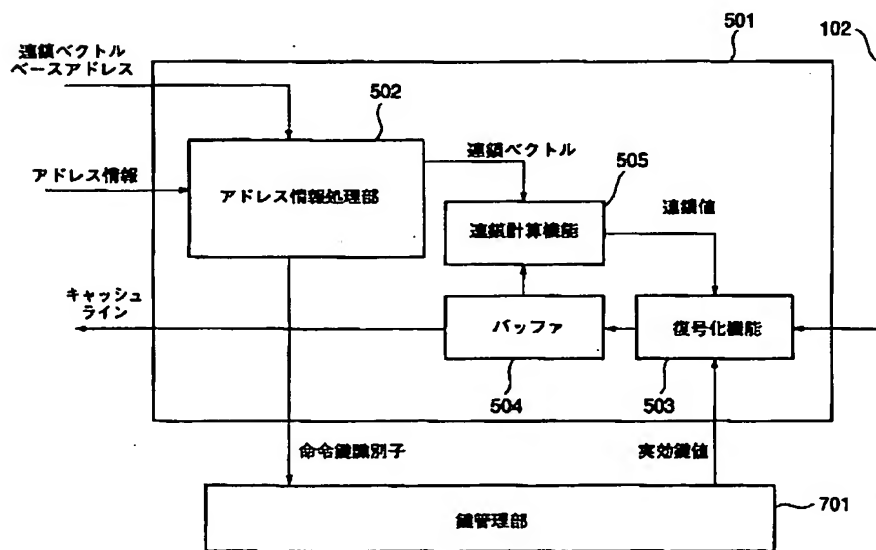 501
102
連鎖ベクトル
ベースアドレス
502
連鎖ベクトル
505
アドレス情報
アドレス情報処理部
連鎖値
連鎖計算機能
キャッシュ
ライン
バッファ
復号化機能
504
503
命令鍵識別子
実効鍵値
701
鍵管理部